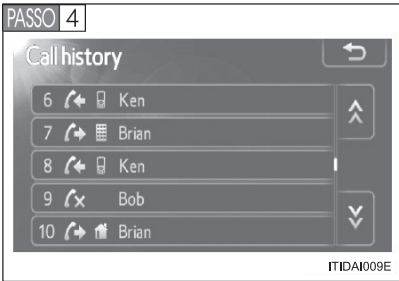 PASSO 4
Call history
6 Ken
7 Brian
8 Ken
9 Bob
10 Brian
ITIDAI009E